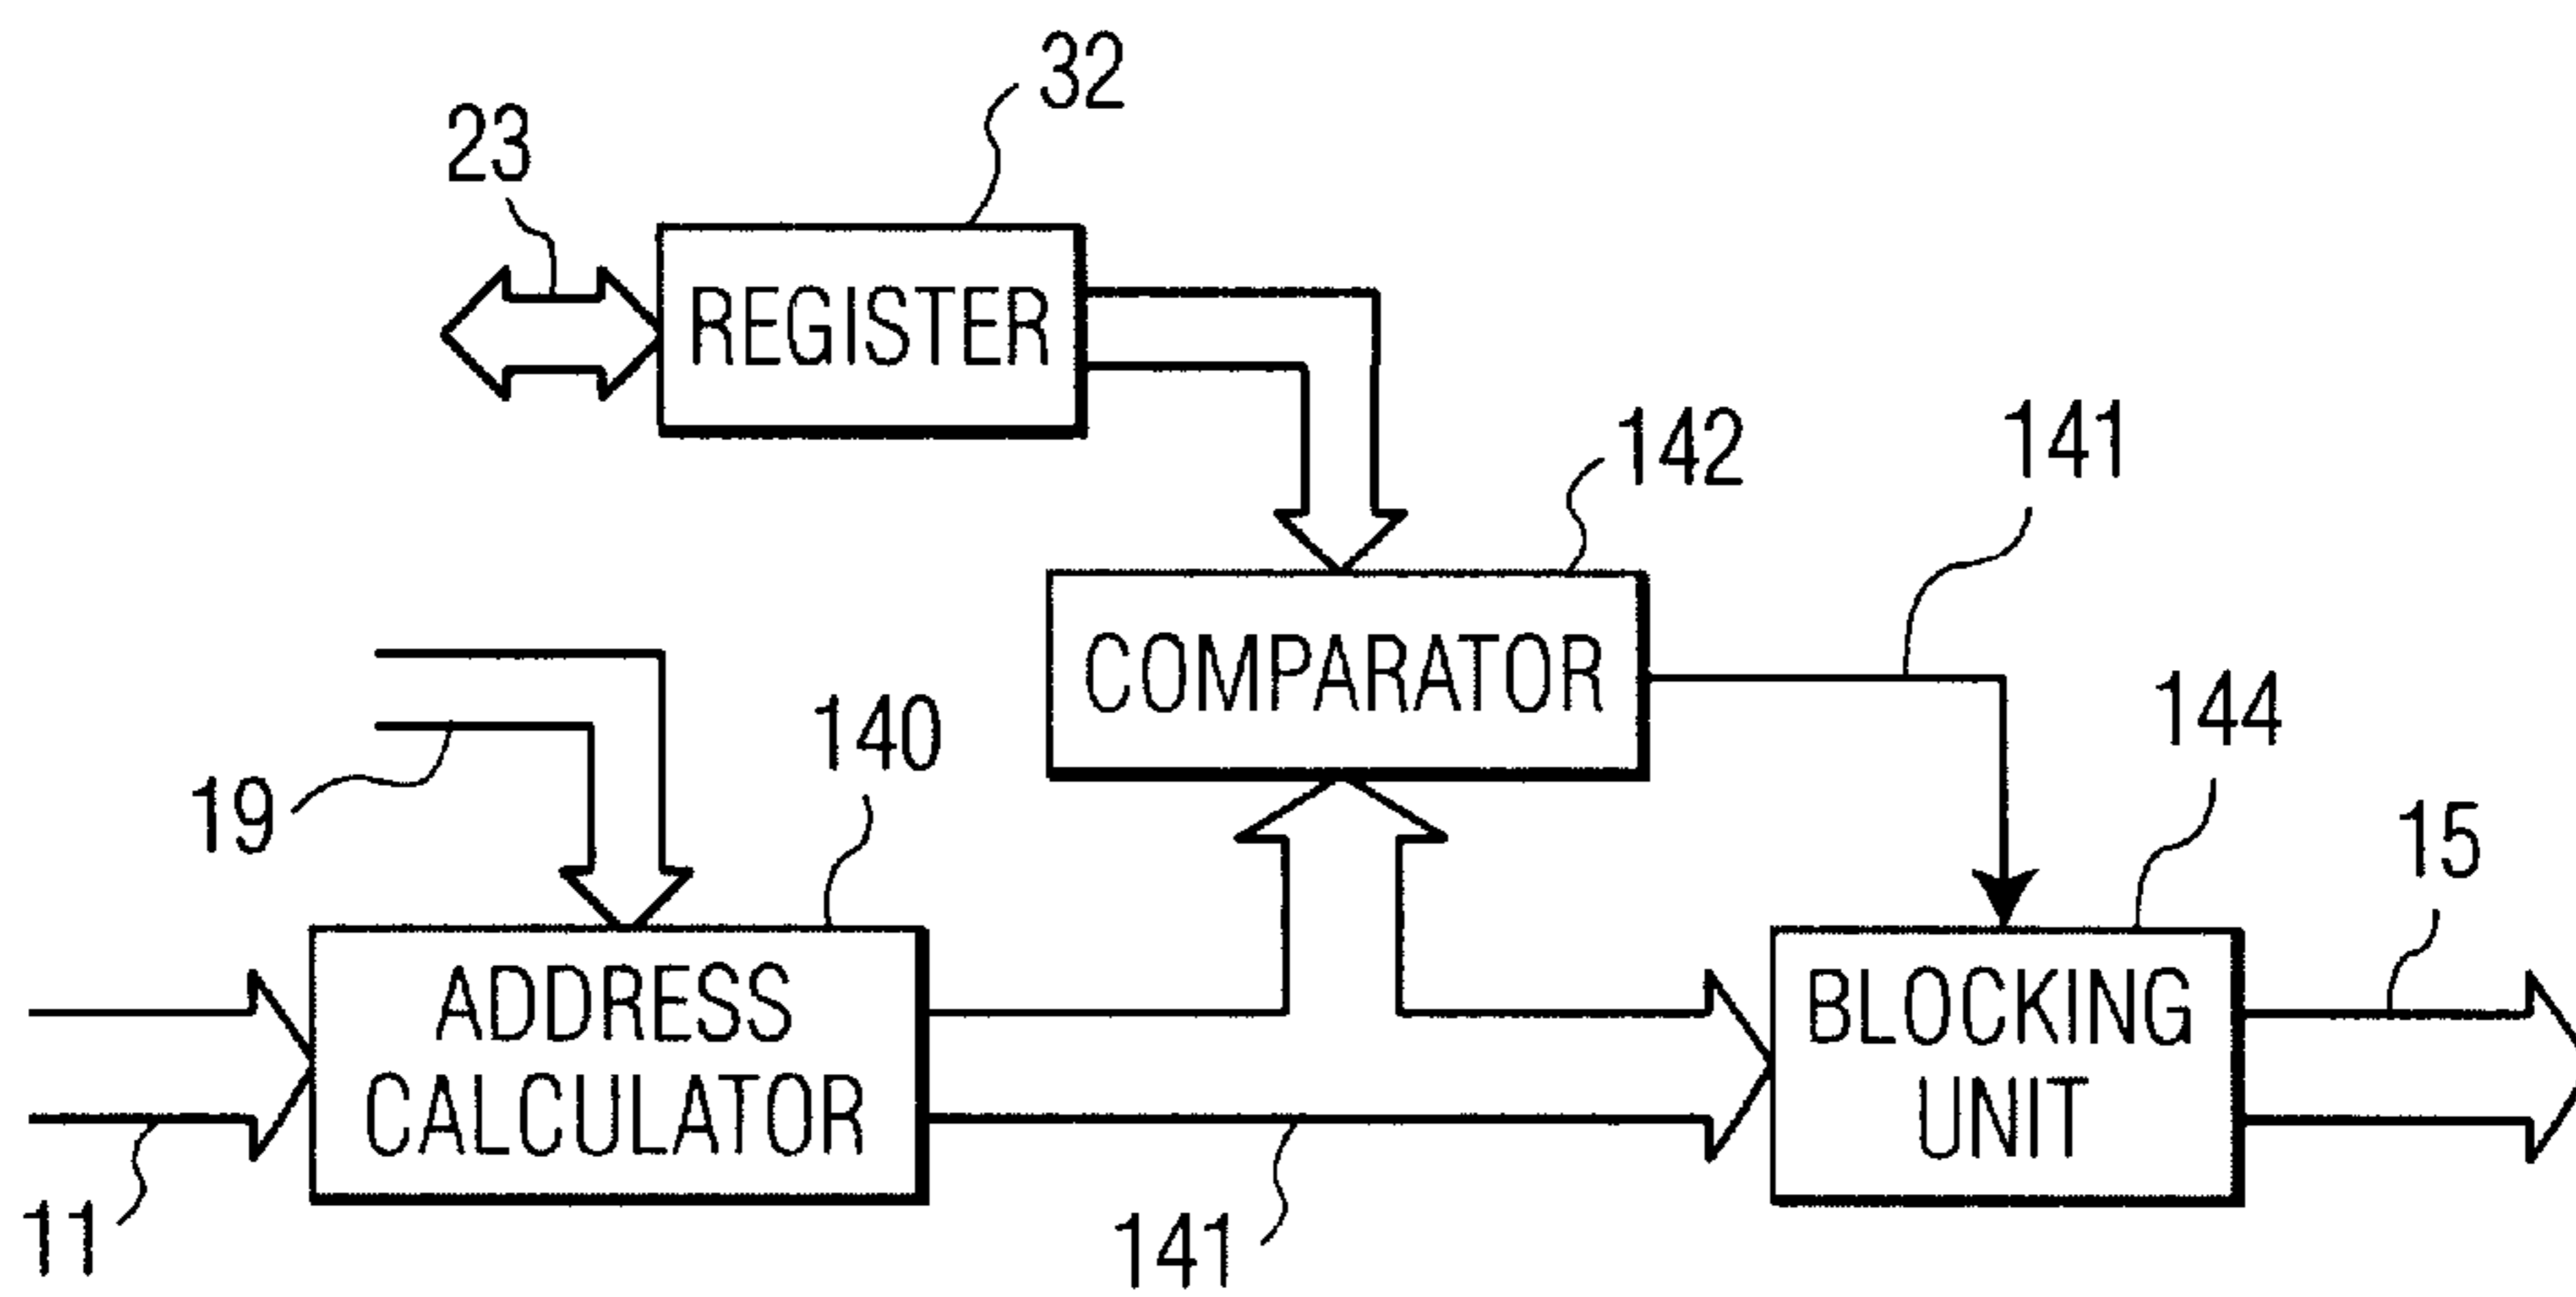 32
23
REGISTER
142
141
COMPARATOR
140
144
19
15
ADDRESS
CALCULATOR
BLOCKING
UNIT
11
141